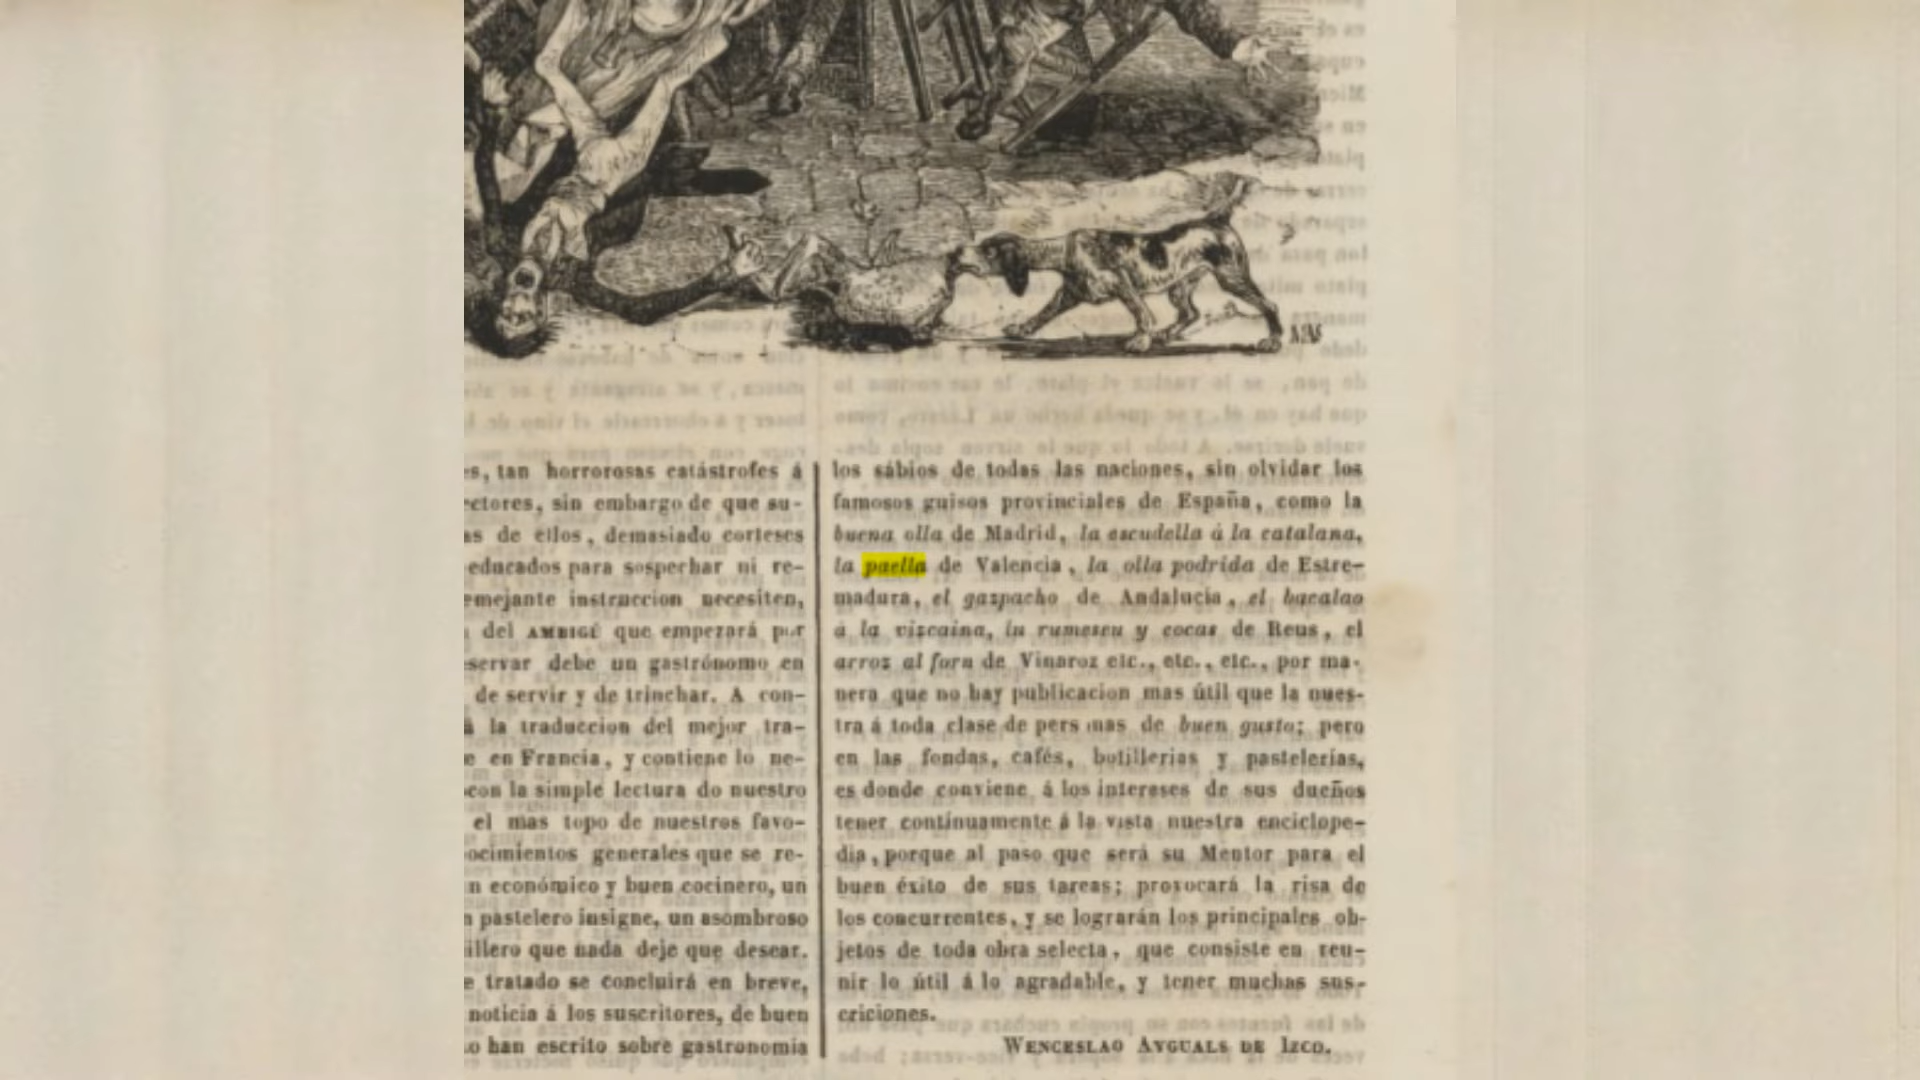 s, tan horrorosas catástrofes á
ectores, sin embargo de que su-
as de ellos, demasiado corteses
educados para sospechar ni re-
emejante instruccion necesiten,
del AMBIGÚ que empezará por
servar debe un gastrónomo en
de servir y de trinchar. A con-
á la traduccion del mejor tra-
e en Francia, y contiene lo ne-
con la simple lectura do nuestro
el mas topo de nuestros favo-
ocimientos generales que se re-
n económico y buen cocinero, un
n pastelero insigne, un asombroso
illero que nada deje que desear.
e tratado se concluirá en breve,
noticia á los suscritores, de buen
o han escrito sobre gastronomia
los sábios de todas las naciones, sin olvidar los
famosos guisos provinciales de España, como la
buena olla de Madrid, la escudella á la catalana,
la paella de Valencia, la olla podrida de Estre-
madura, el gazpacho de Andalucia, el bacalao
a la vizcaina, la rumescu y cocas de Reus, el
arroz al forn de Vinaroz etc., etc., etc., por ma-
nera que no hay publicacion mas útil que la nues-
tra á toda clase de personas de buen gusto; pero
en las fondas, cafés, botillerias y pastelerías,
es donde conviene á los intereses de sus dueños
tener continuamente á la vista nuestra enciclope-
dia, porque al paso que será su Mentor para el
buen éxito de sus tareas; provocará la risa de
los concurrentes, y se lograrán los principales ob-
jetos de toda obra selecta, que consiste en reu-
nir lo útil á lo agradable, y tener muchas sus-
criciones.
WENCESLAO AYGUALS DE IZCO.